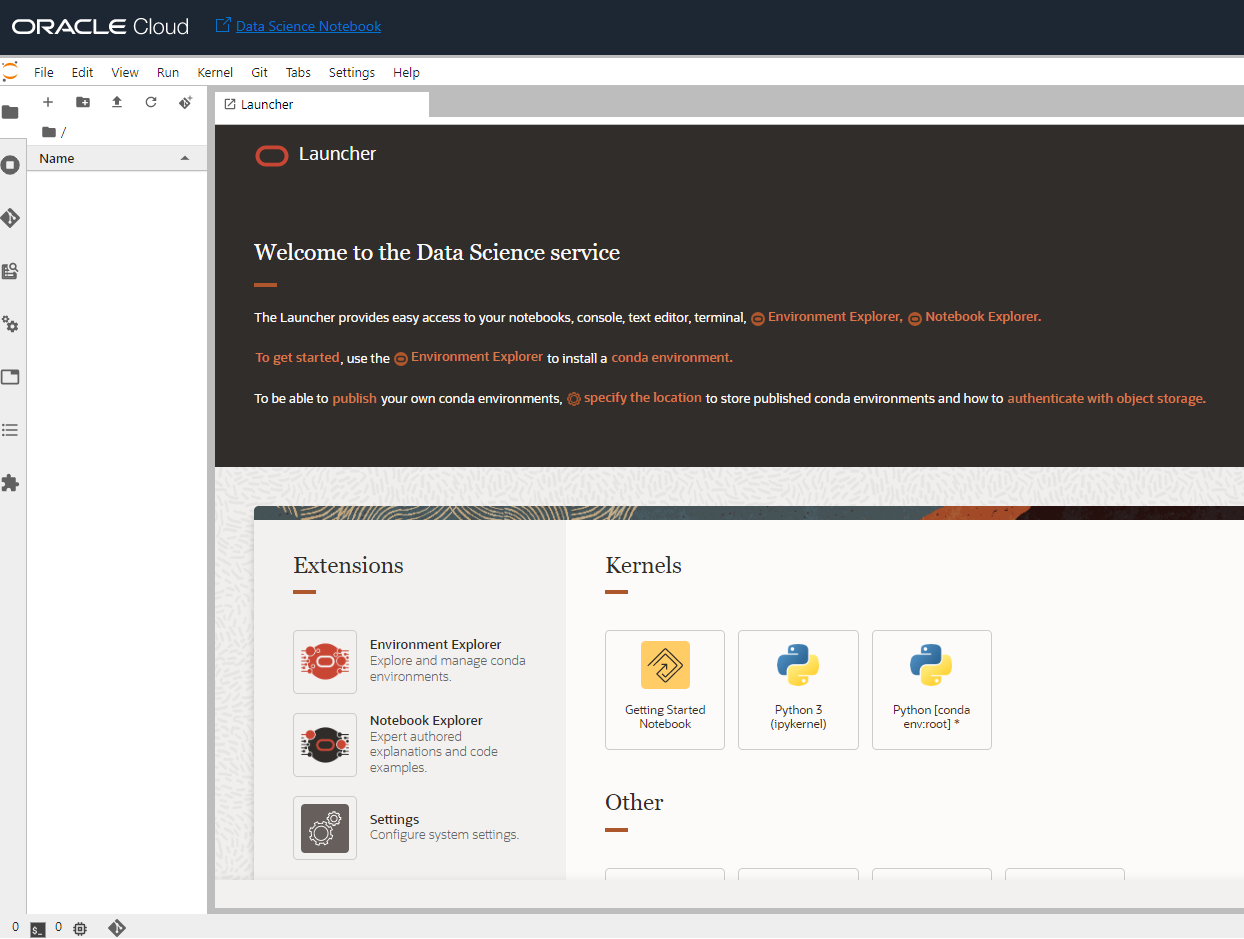 ORACLE Cloud
Data Science Notebook
File Edit View Run Kernel Git Tabs Settings Help
Launcher
/
Name
Launcher
Welcome to the Data Science service
The Launcher provides easy access to your notebooks, console, text editor, terminal, Environment Explorer, Notebook Explorer.
To get started, use the Environment Explorer to install a conda environment.
To be able to publish your own conda environments, specify the location to store published conda environments and how to authenticate with object storage.
Extensions
Environment Explorer
Explore and manage conda
environments.
Notebook Explorer
Expert authored
explanations and code
examples.
Settings
Configure system settings.
Kernels
Getting Started
Notebook
Python 3
(ipykernel)
Python [conda
env:root] *
Other
0 $_ 0